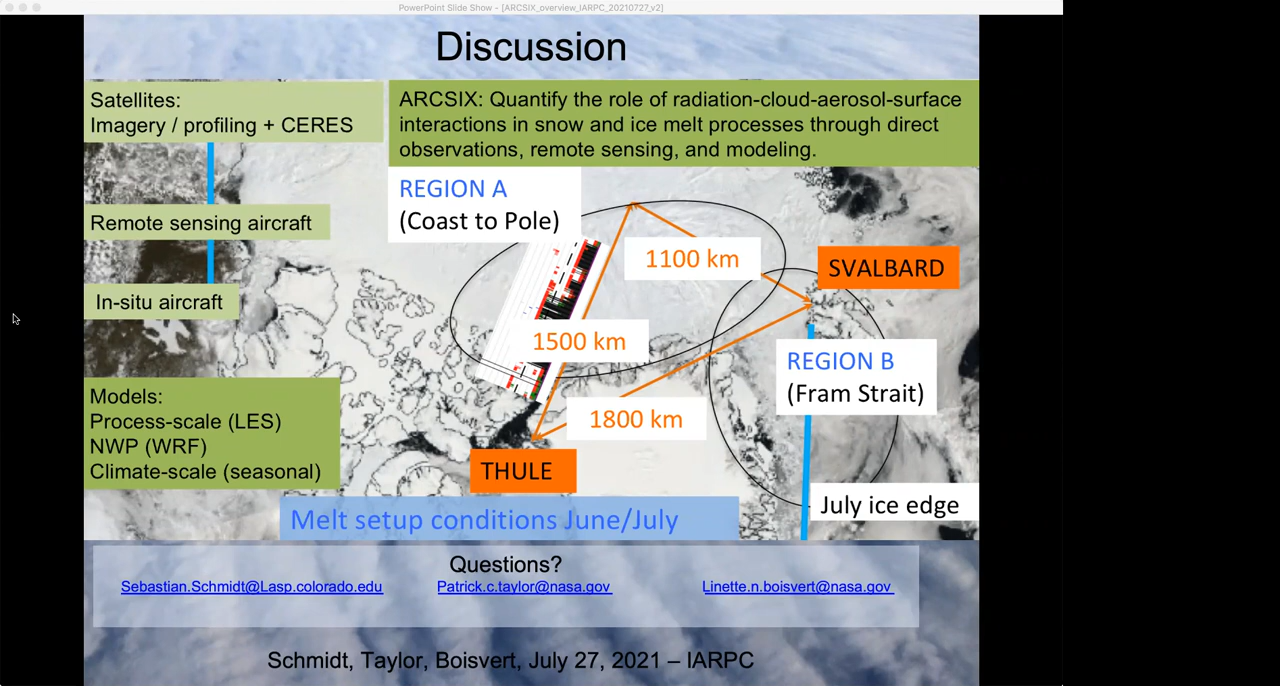 PowerPoint Slide Show - [ARCSIX_overview_IARPC_20210727_v2]
Discussion
Satellites:
Imagery / profiling + CERES
ARCSIX: Quantify the role of radiation-cloud-aerosol-surface
interactions in snow and ice melt processes through direct
observations, remote sensing, and modeling.
REGION A
(Coast to Pole)
Remote sensing aircraft
1100 km
SVALBARD
In-situ aircraft
1500 km
REGION B
(Fram Strait)
Models:
Process-scale (LES)
NWP (WRF)
Climate-scale (seasonal)
1800 km
THULE
July ice edge
Melt setup conditions June/July
Questions?
Sebastian.Schmidt@Lasp.colorado.edu
Patrick.c.taylor@nasa.gov
Linette.n.boisvert@nasa.gov
Schmidt, Taylor, Boisvert, July 27, 2021 – IARPC